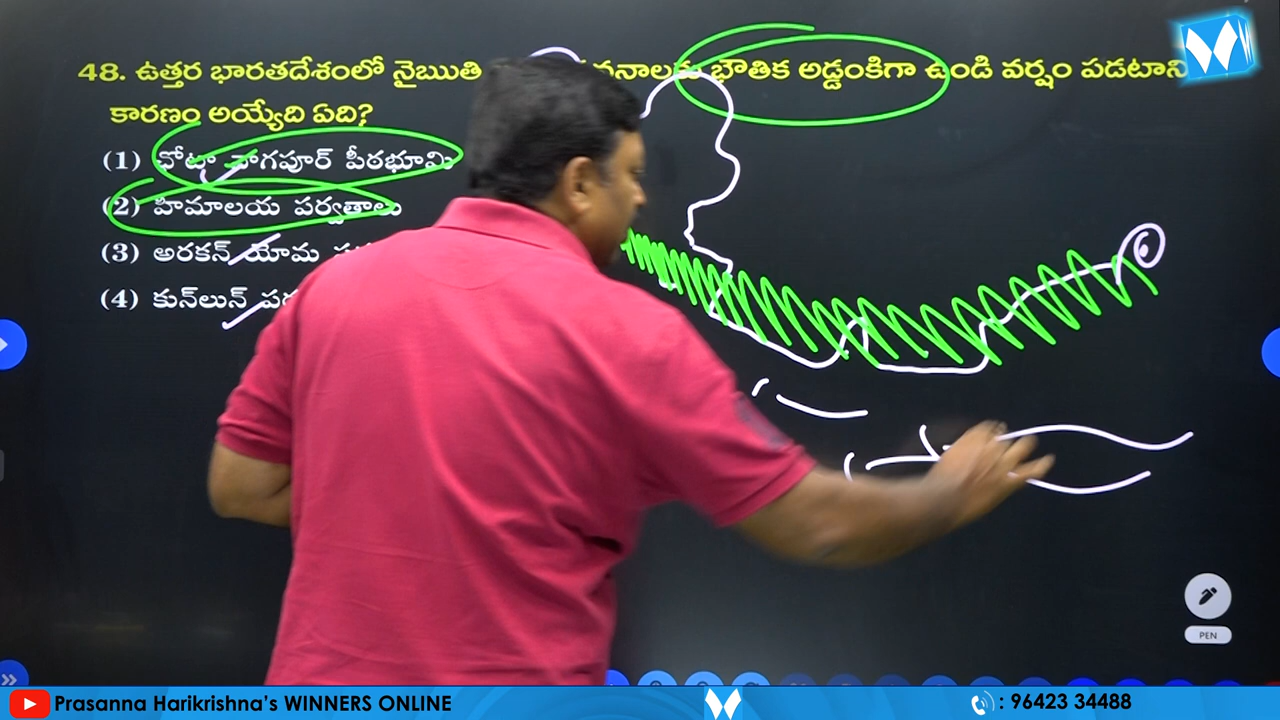 48. ఉత్తర భారతదేశంలో నైఋతి భౌతిక అడ్డంకిగా ఉండి వర్షం పడటాని
కారణం అయ్యేది ఏది?
(1) ఛోటా నాగపూర్ పీఠభూమి
(2) హిమాలయ పర్వతాలు
(3) అరకన్ యోమ
(4) కున్‌లున్
PEN
Prasanna Harikrishna's WINNERS ONLINE
: 96423 34488